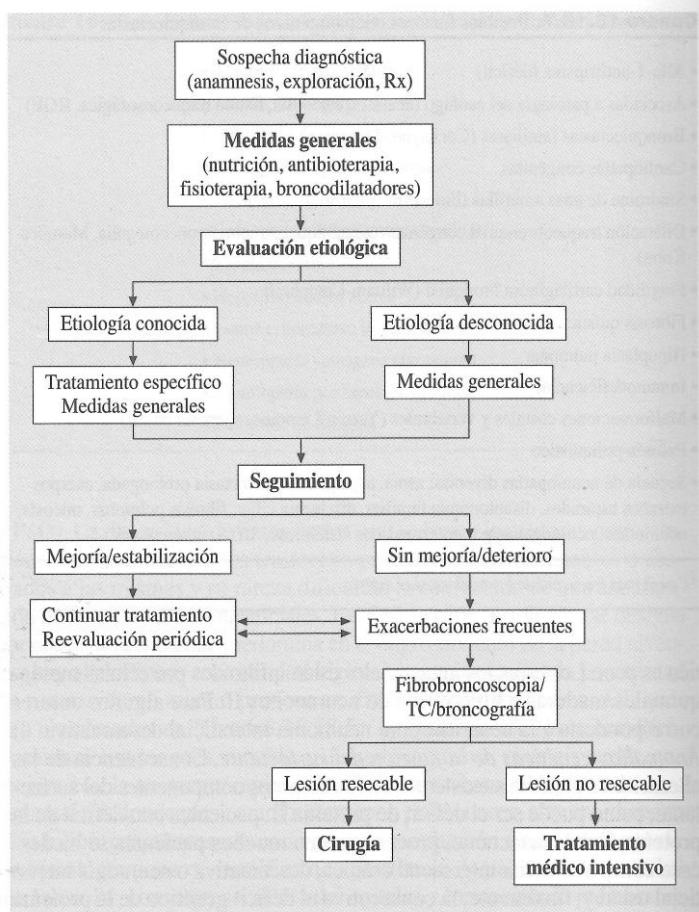 Sospecha diagnóstica
(anamnesis, exploración, Rx)
Medidas generales
(nutrición, antibioterapia,
fisioterapia, broncodilatadores)
Evaluación etiológica
Etiología conocida
Etiología desconocida
Tratamiento específico
Medidas generales
Medidas generales
Seguimiento
Mejoría/estabilización
Sin mejoría/deterioro
Continuar tratamiento
Reevaluación periódica
Exacerbaciones frecuentes
Fibrobroncoscopia/
TC/broncografía
Lesión resecable
Lesión no resecable
Cirugía
Tratamiento
médico intensivo